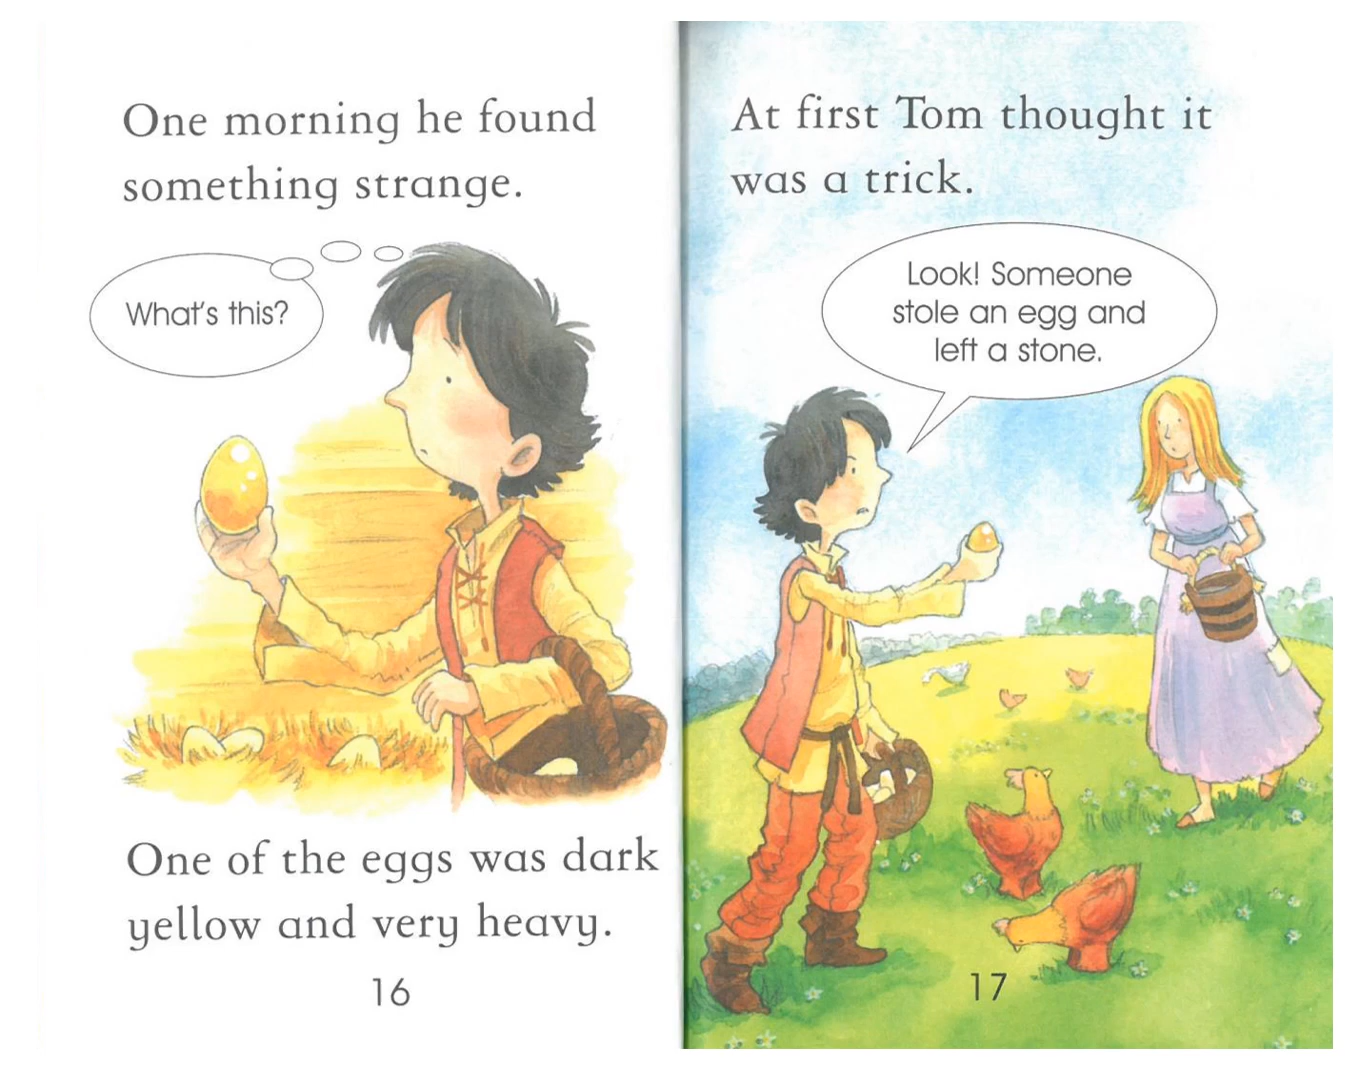 One morning he found
something strange.
What's this?
One of the eggs was dark
yellow and very heavy.
16
At first Tom thought it
was a trick.
Look! Someone
stole an egg and
left a stone.
17